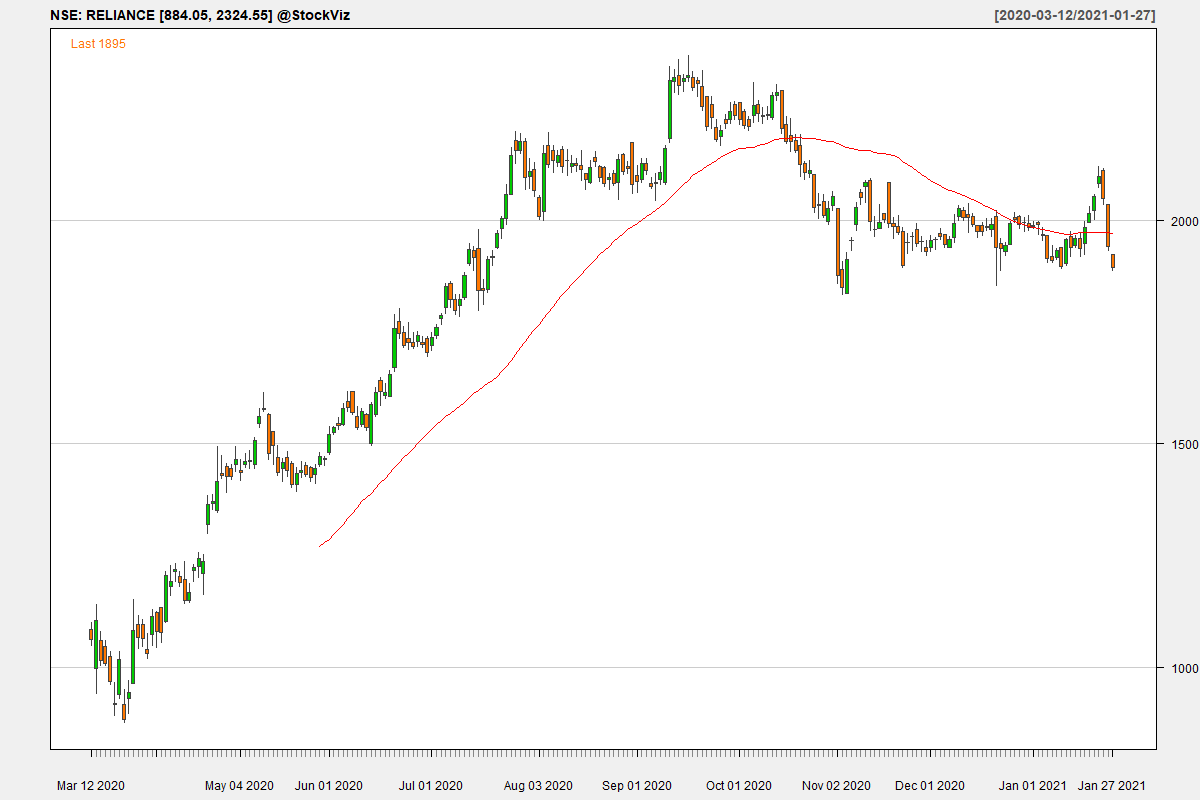 NSE: RELIANCE [884.05, 2324.55] @StockViz [2020-03-12/2021-01-27]
Last 1895
2000
1500
1000
Mar 12 2020 May 04 2020 Jun 01 2020 Jul 01 2020 Aug 03 2020 Sep 01 2020 Oct 01 2020 Nov 02 2020 Dec 01 2020 Jan 01 2021 Jan 27 2021